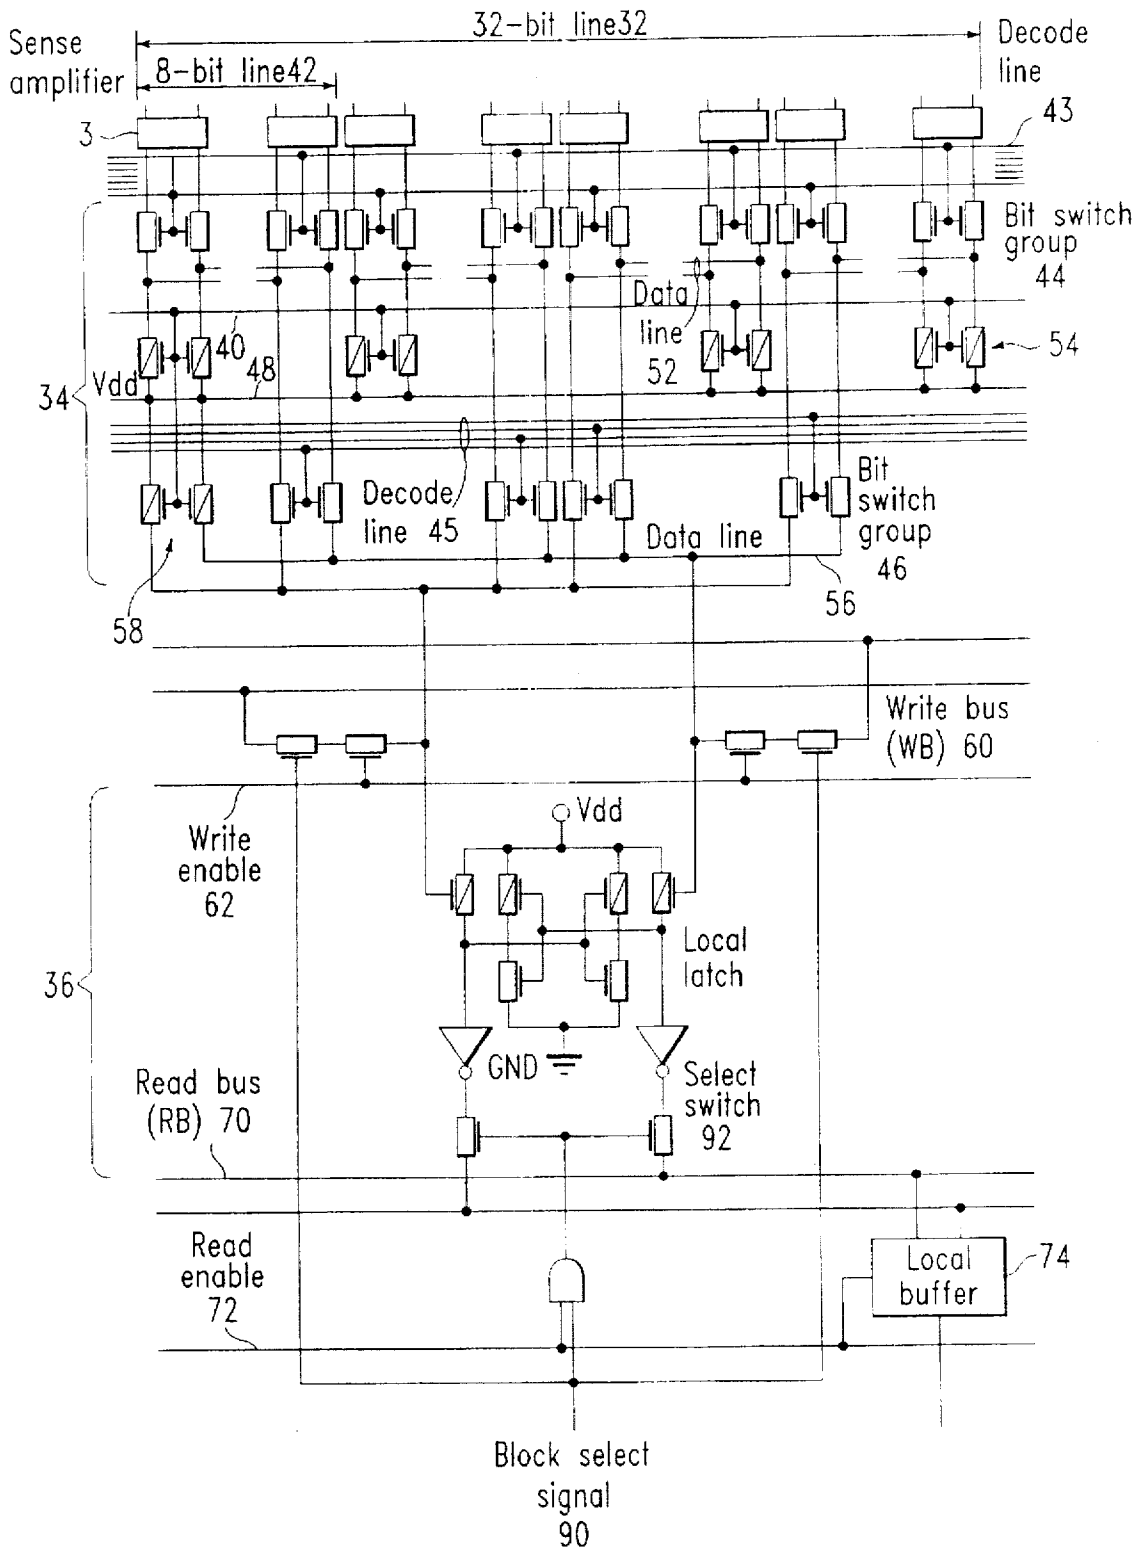 32-bit line32
Sense
amplifier
8-bit line42
Decode
line
3
43
Bit switch
group
44
Data
line
52
40
48
54
34
Vdd
Decode
line 45
Bit
switch
group
46
Data line
58
56
Write bus
(WB) 60
Write
enable
62
Vdd
Local
latch
36
GND
Select
switch
92
Read bus
(RB) 70
Read
enable
72
Local
buffer
74
Block select
signal
90